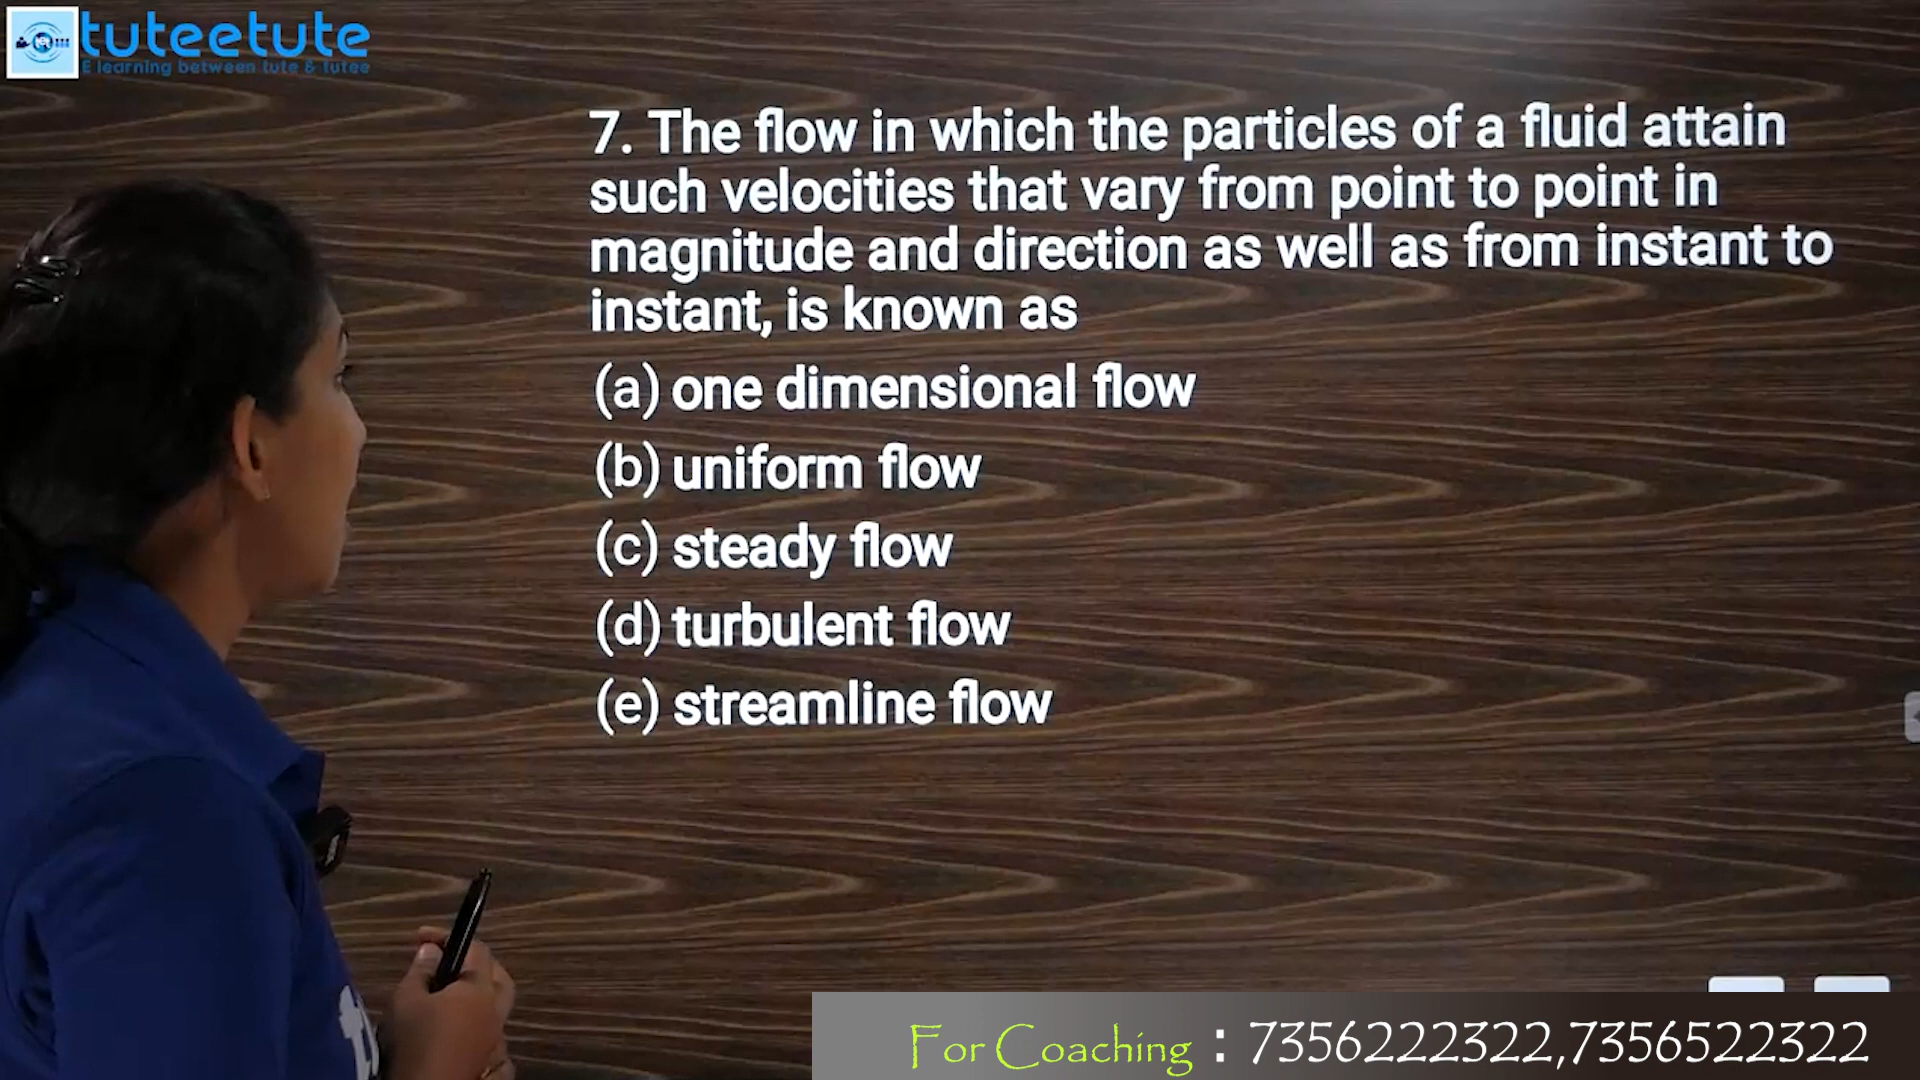 tuteetute
E learning between tute & tutee
7. The flow in which the particles of a fluid attain
such velocities that vary from point to point in
magnitude and direction as well as from instant to
instant, is known as
(a) one dimensional flow
(b) uniform flow
(c) steady flow
(d) turbulent flow
(e) streamline flow
For Coaching : 7356222322,7356522322